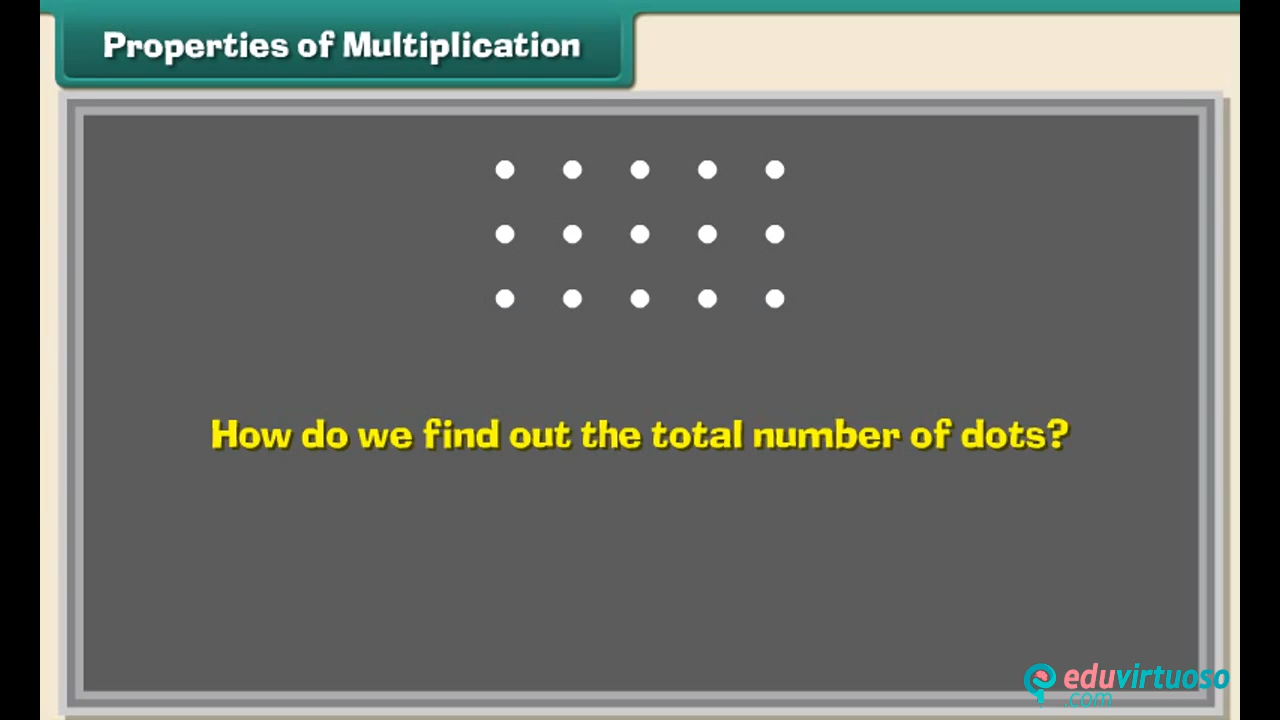 Properties of Multiplication
How do we find out the total number of dots?
eduvirtuoso
.com